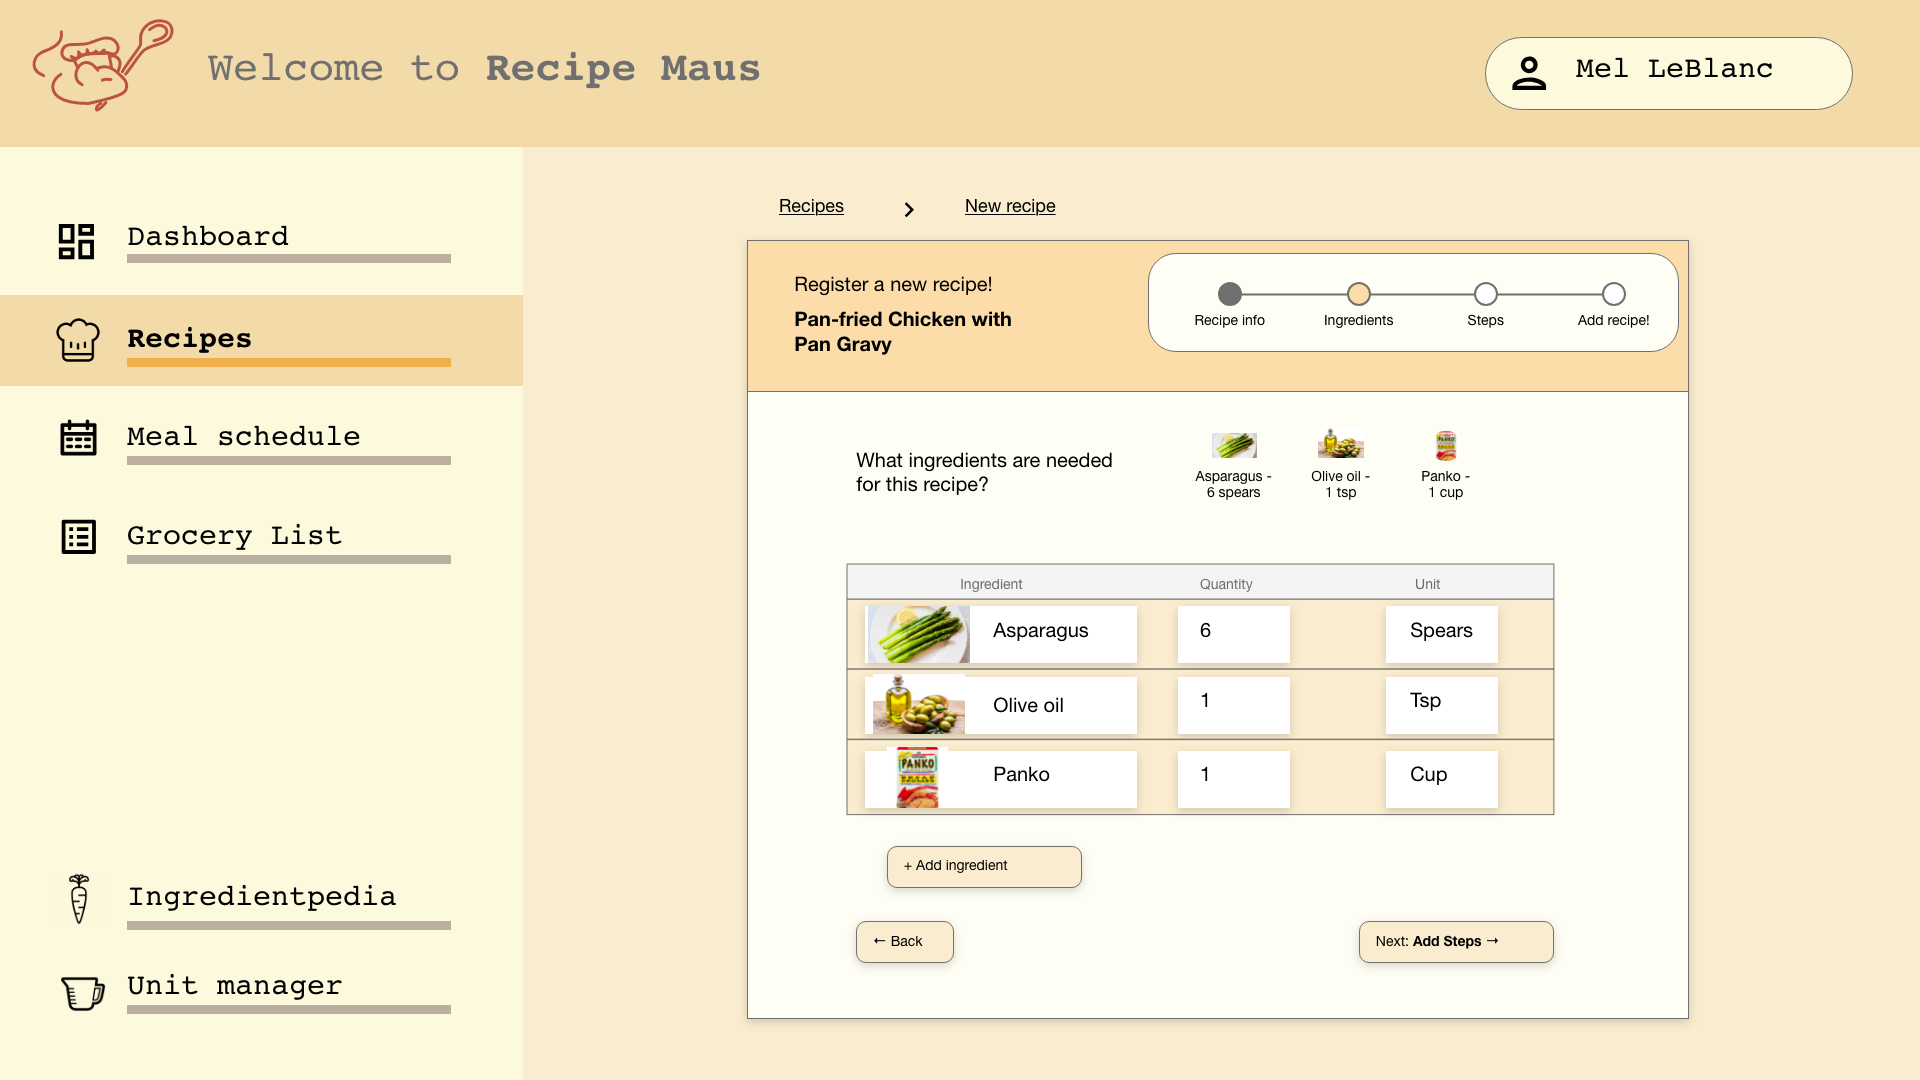 Welcome to Recipe Maus
Mel LeBlanc
Dashboard
Recipes
Meal schedule
Grocery List
Ingredientpedia
Unit manager
Recipes
New recipe
Register a new recipe!
Pan-fried Chicken with
Pan Gravy
Recipe info
Ingredients
Steps
Add recipe!
What ingredients are needed
for this recipe?
Asparagus -
6 spears
Olive oil -
1 tsp
Panko -
1 cup
Ingredient Quantity Unit
Asparagus 6 Spears
Olive oil 1 Tsp
PANKO
Panko 1 Cup
+ Add ingredient
← Back
Next: Add Steps →